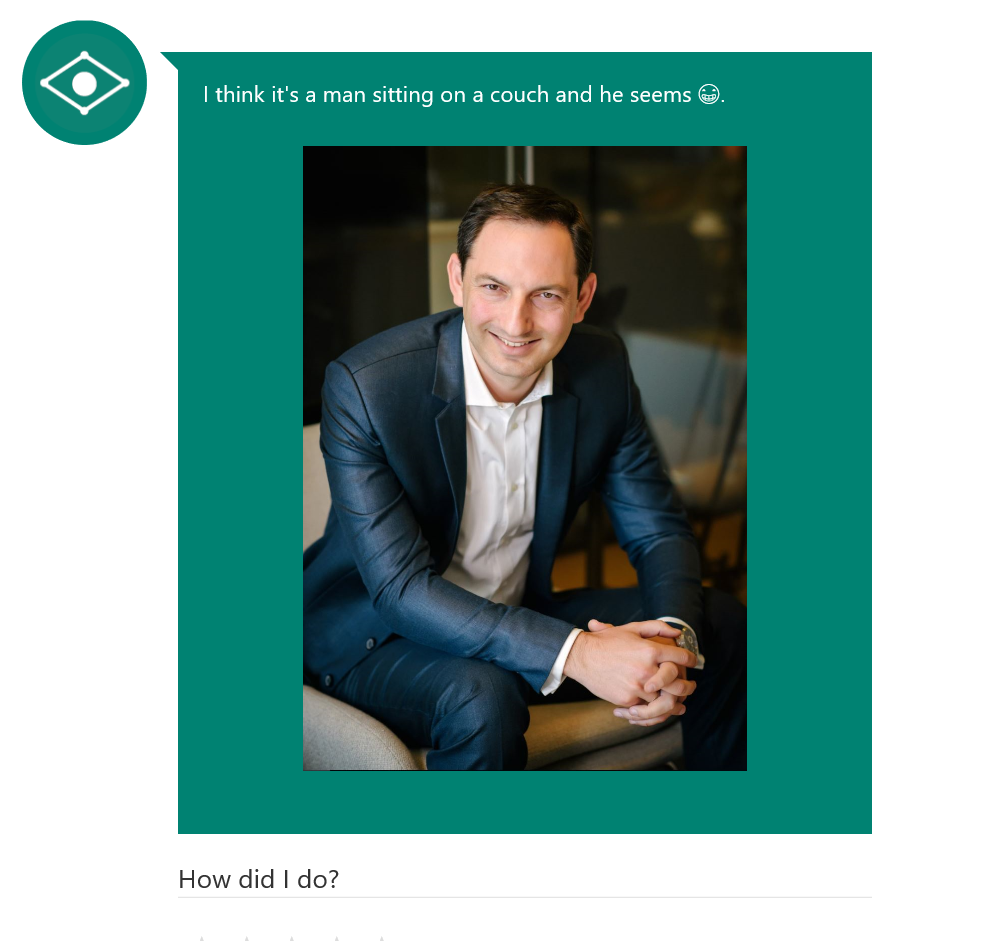 I think it's a man sitting on a couch and he seems 😁.
How did I do?